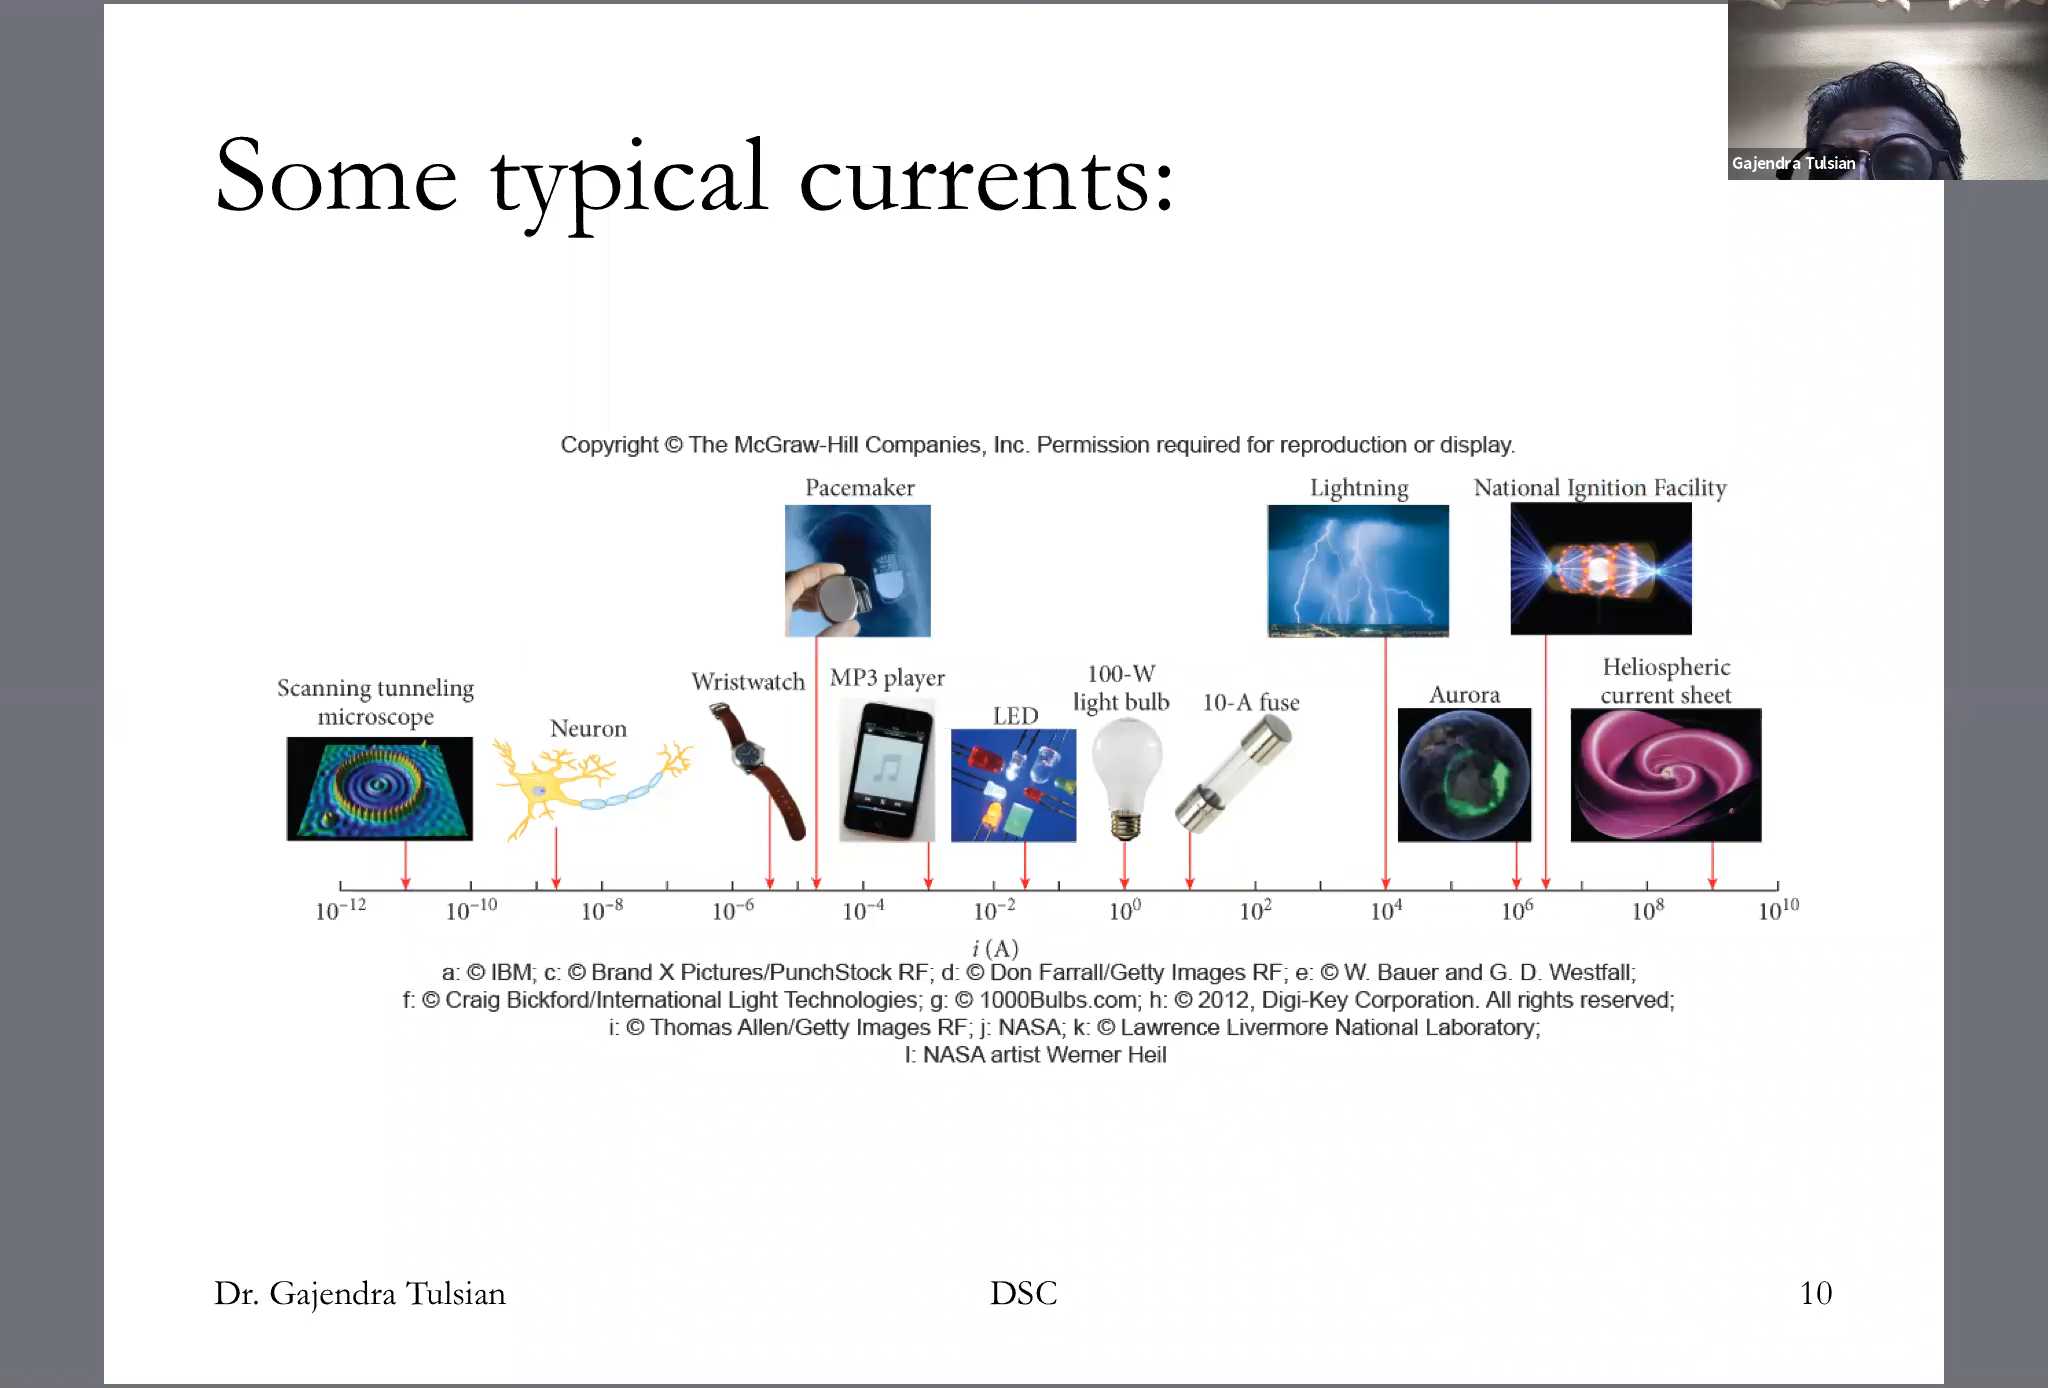 Gajendra Tulsian
Some typical currents:
Copyright © The McGraw-Hill Companies, Inc. Permission required for reproduction or display.
Pacemaker
Lightning
National Ignition Facility
Scanning tunneling
microscope
Neuron
Wristwatch
MP3 player
LED
100-W
light bulb
10-A fuse
Aurora
Heliospheric
current sheet
10⁻¹² 10⁻¹⁰ 10⁻⁸ 10⁻⁶ 10⁻⁴ 10⁻² 10⁰ 10² 10⁴ 10⁶ 10⁸ 10¹⁰
i (A)
a: © IBM; c: © Brand X Pictures/PunchStock RF; d: © Don Farrall/Getty Images RF; e: © W. Bauer and G. D. Westfall;
f: © Craig Bickford/International Light Technologies; g: © 1000Bulbs.com; h: © 2012, Digi-Key Corporation. All rights reserved;
i: © Thomas Allen/Getty Images RF; j: NASA; k: © Lawrence Livermore National Laboratory;
l: NASA artist Werner Heil
Dr. Gajendra Tulsian
DSC
10